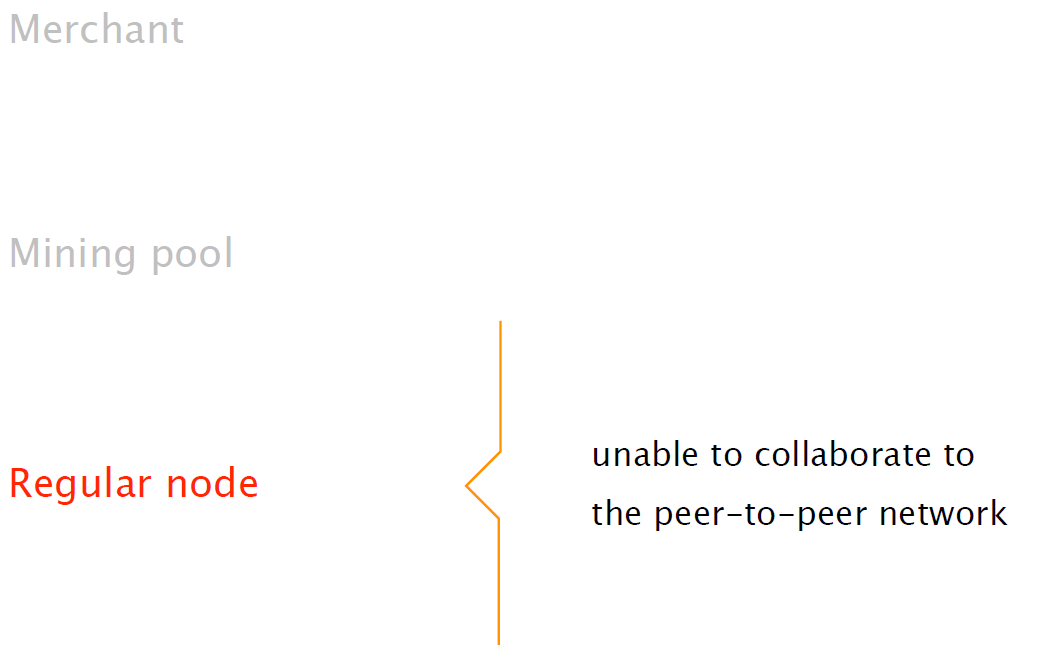 Merchant
Mining pool
Regular node
unable to collaborate to
the peer-to-peer network